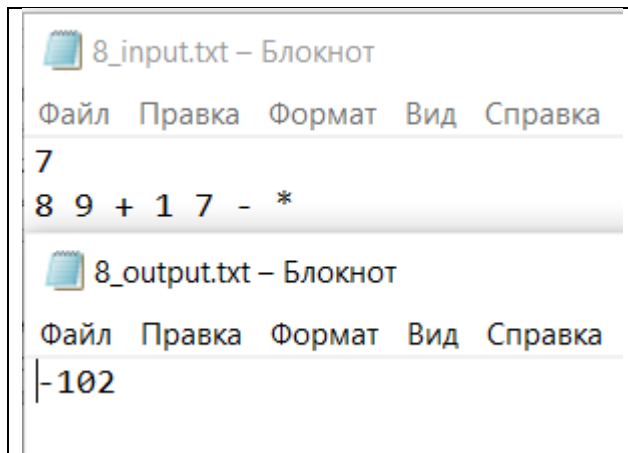 8_input.txt – Блокнот
Файл Правка Формат Вид Справка
7
8 9 + 1 7 - *
8_output.txt – Блокнот
Файл Правка Формат Вид Справка
-102